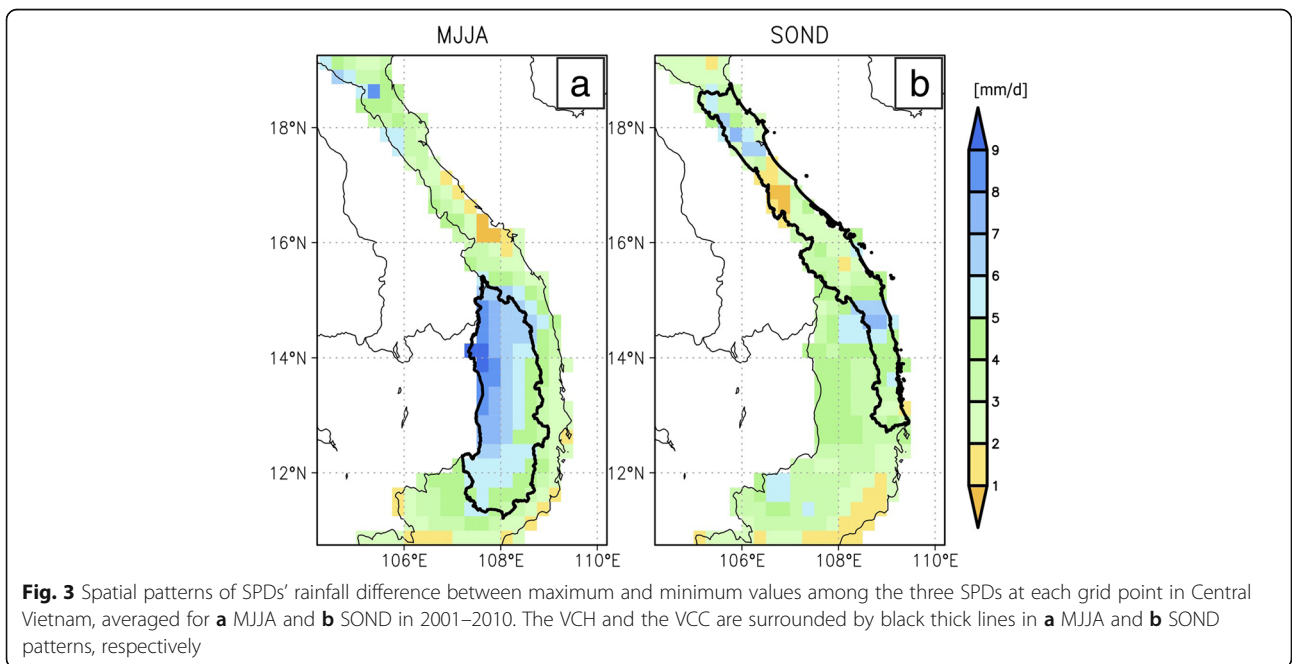 MJJA
SOND
a
b
[mm/d]
18°N
16°N
14°N
12°N
106°E
108°E
110°E
106°E
108°E
110°E
9
8
7
6
5
4
3
2
1
Fig. 3 Spatial patterns of SPDs’ rainfall difference between maximum and minimum values among the three SPDs at each grid point in Central
Vietnam, averaged for a MJJA and b SOND in 2001–2010. The VCH and the VCC are surrounded by black thick lines in a MJJA and b SOND
patterns, respectively
18°N
16°N
14°N
12°N